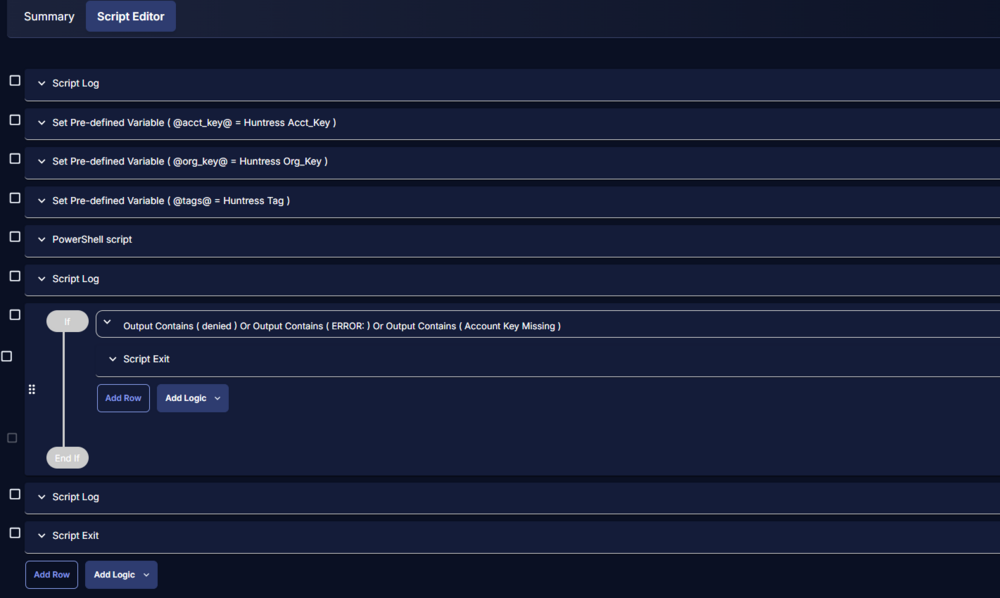 Summary Script Editor
Script Log
Set Pre-defined Variable ( @acct_key@ = Huntress Acct_Key )
Set Pre-defined Variable ( @org_key@ = Huntress Org_Key )
Set Pre-defined Variable ( @tags@ = Huntress Tag )
PowerShell script
Script Log
If
Output Contains ( denied ) Or Output Contains ( ERROR: ) Or Output Contains ( Account Key Missing )
Script Exit
Add Row Add Logic
End If
Script Log
Script Exit
Add Row Add Logic